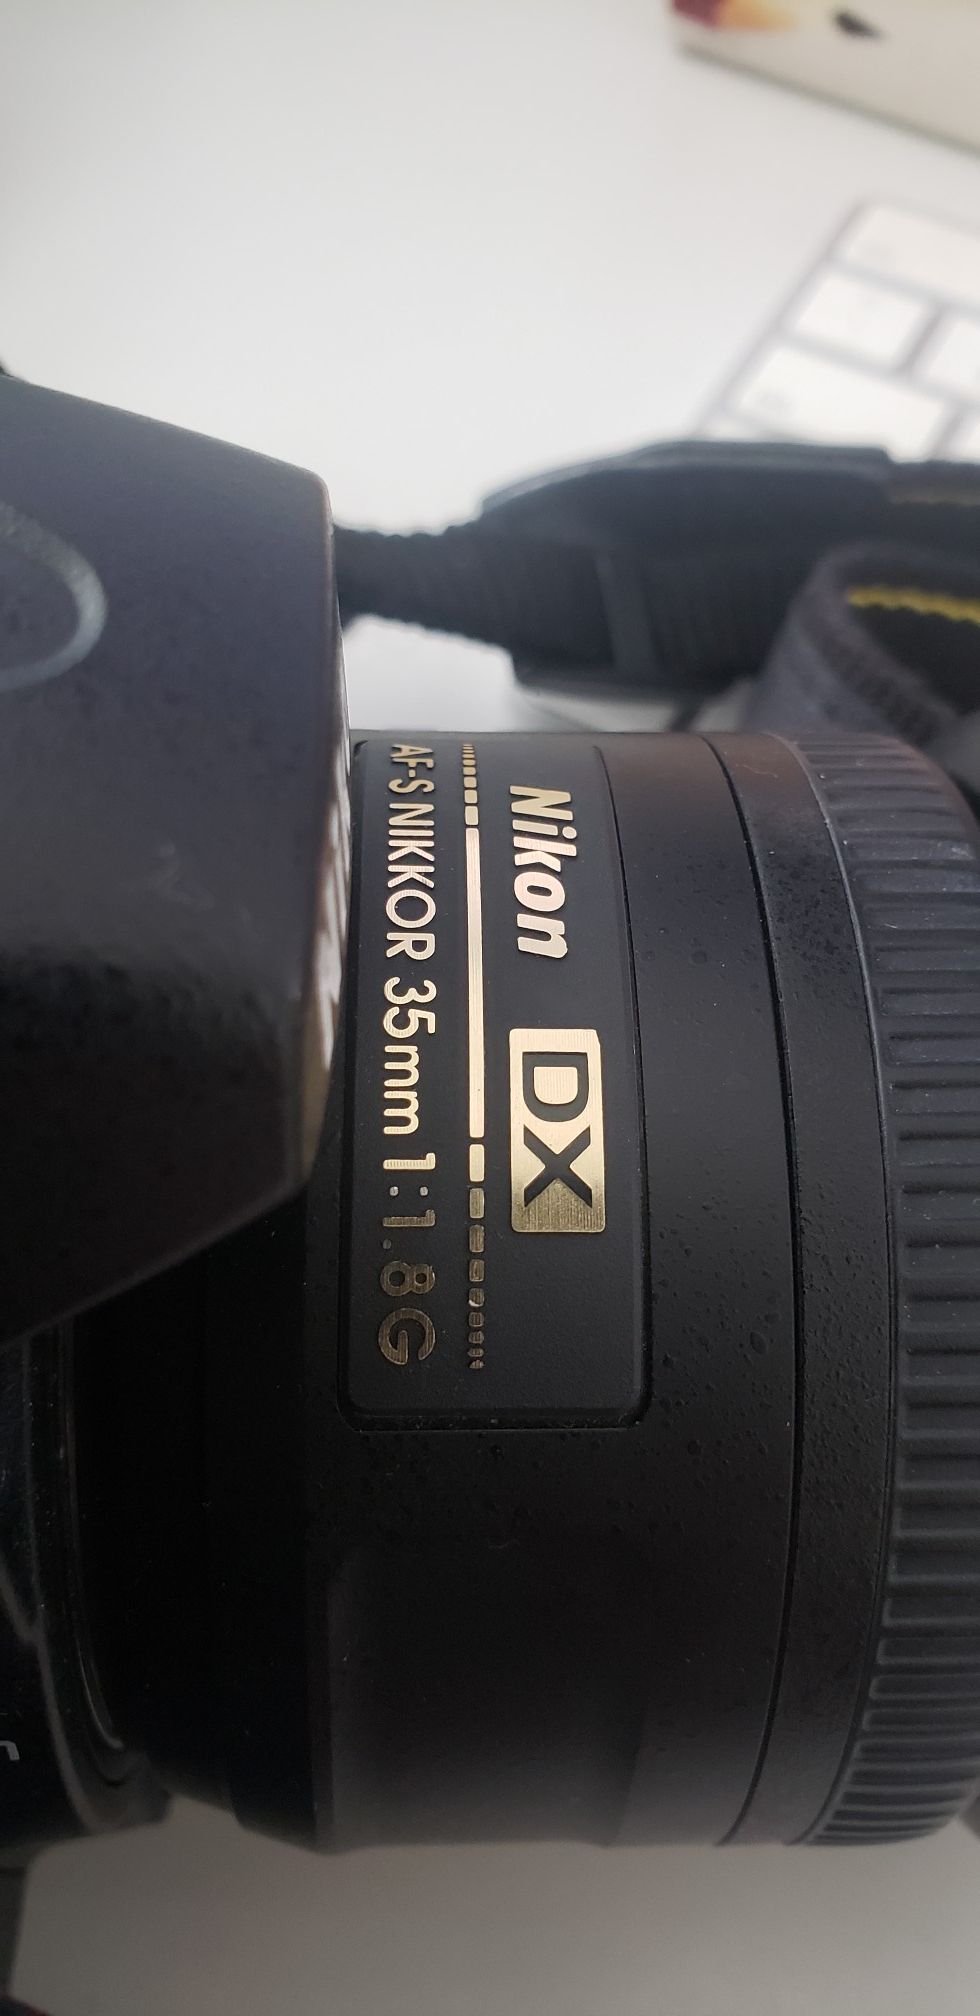 Nikon DX
AF-S NIKKOR 35mm 1:1.8G